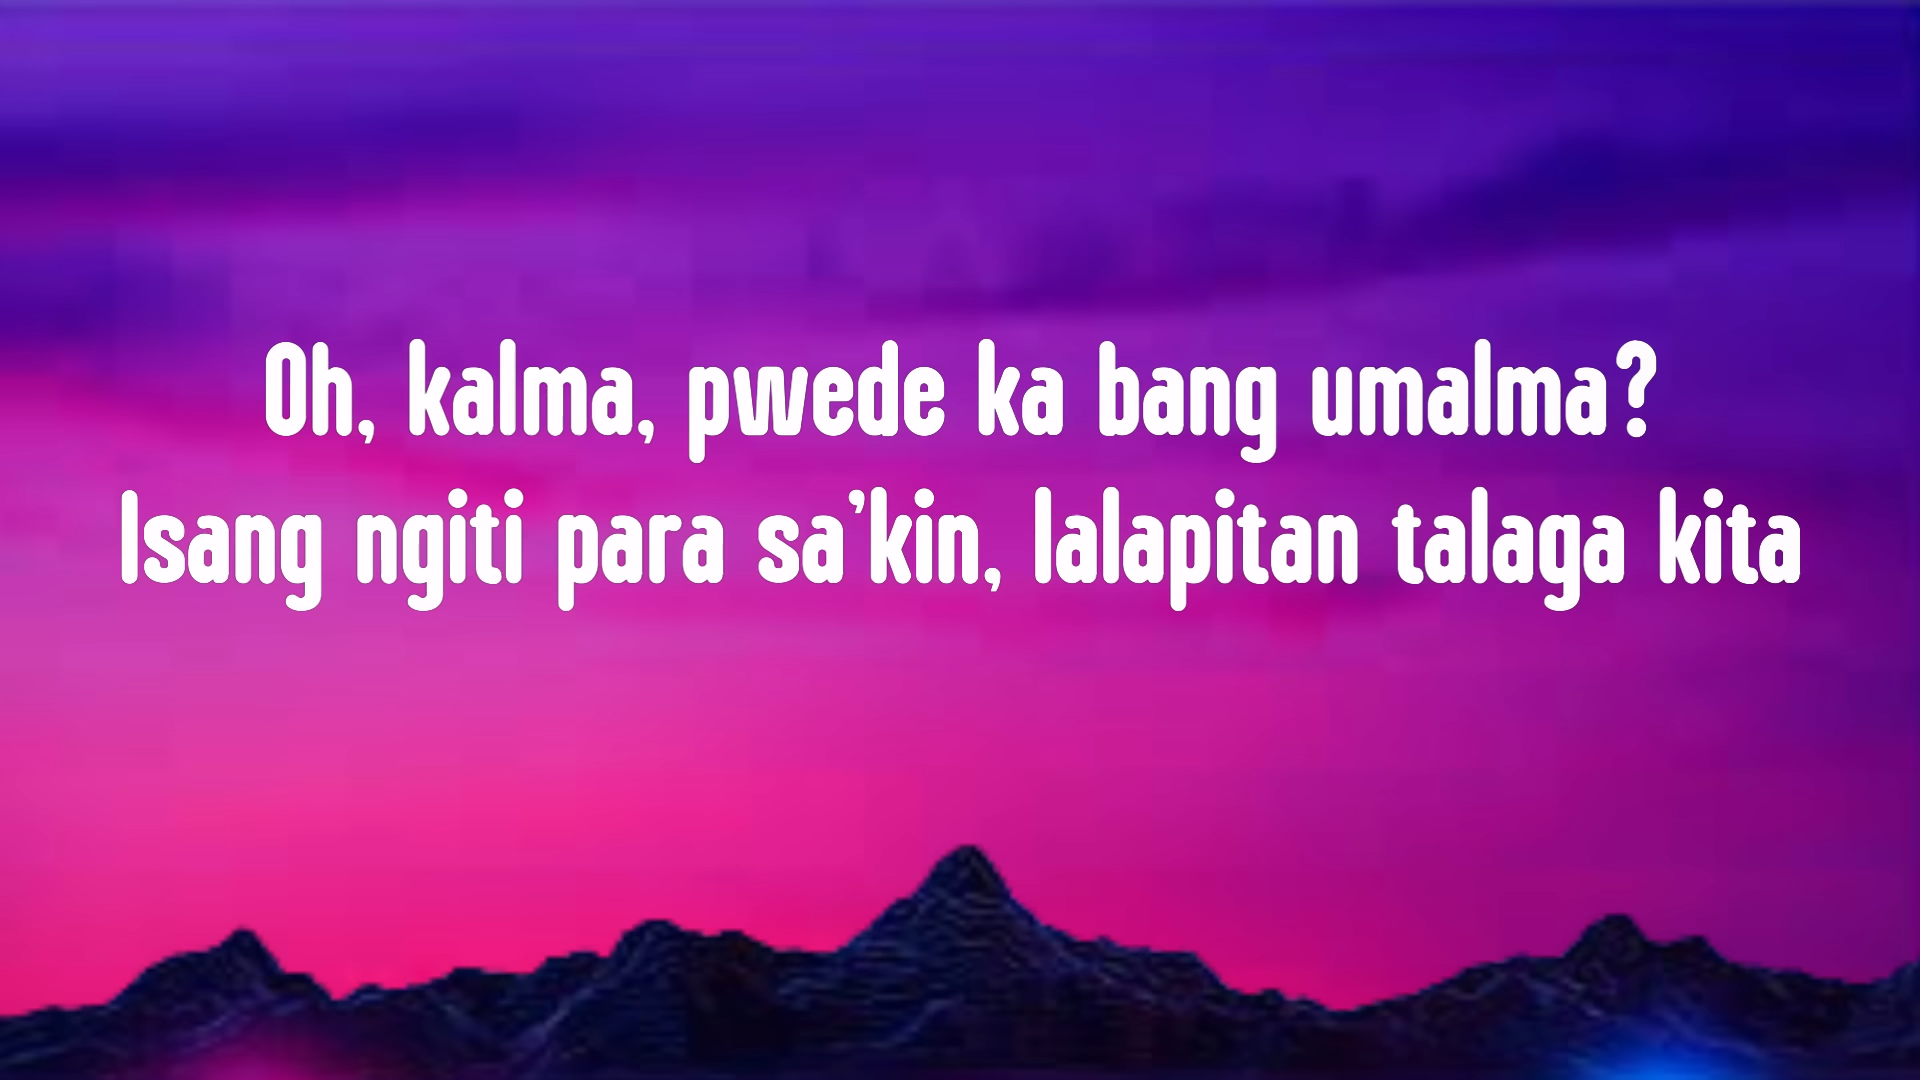 Oh, kalma, pwede ka bang umalma?
Isang ngiti para sa'kin, lalapitan talaga kita